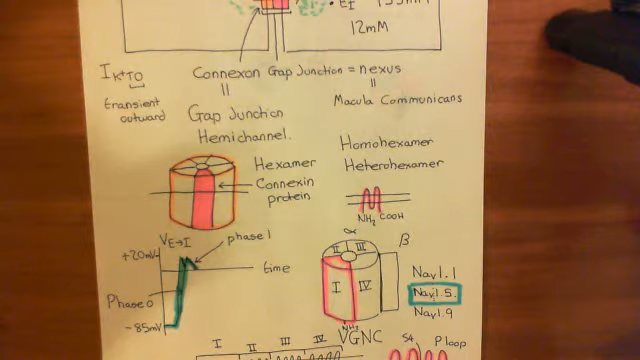 EI
12mM
IK+TO
Connexon Gap Junction = nexus
transient
outward
=
=
Macula Communicans
Gap Junction
Hemichannel.
Homohexamer
Heterohexamer
Hexamer
Connexin
protein
NH2 COOH
VE→I
phase 1
+20mV
time
Phase 0
-85mV
α
β
II III
I IV
Nav1.1
Nav1.5.
Nav1.9
NH2
VGNC
I II III IV
S4 P loop